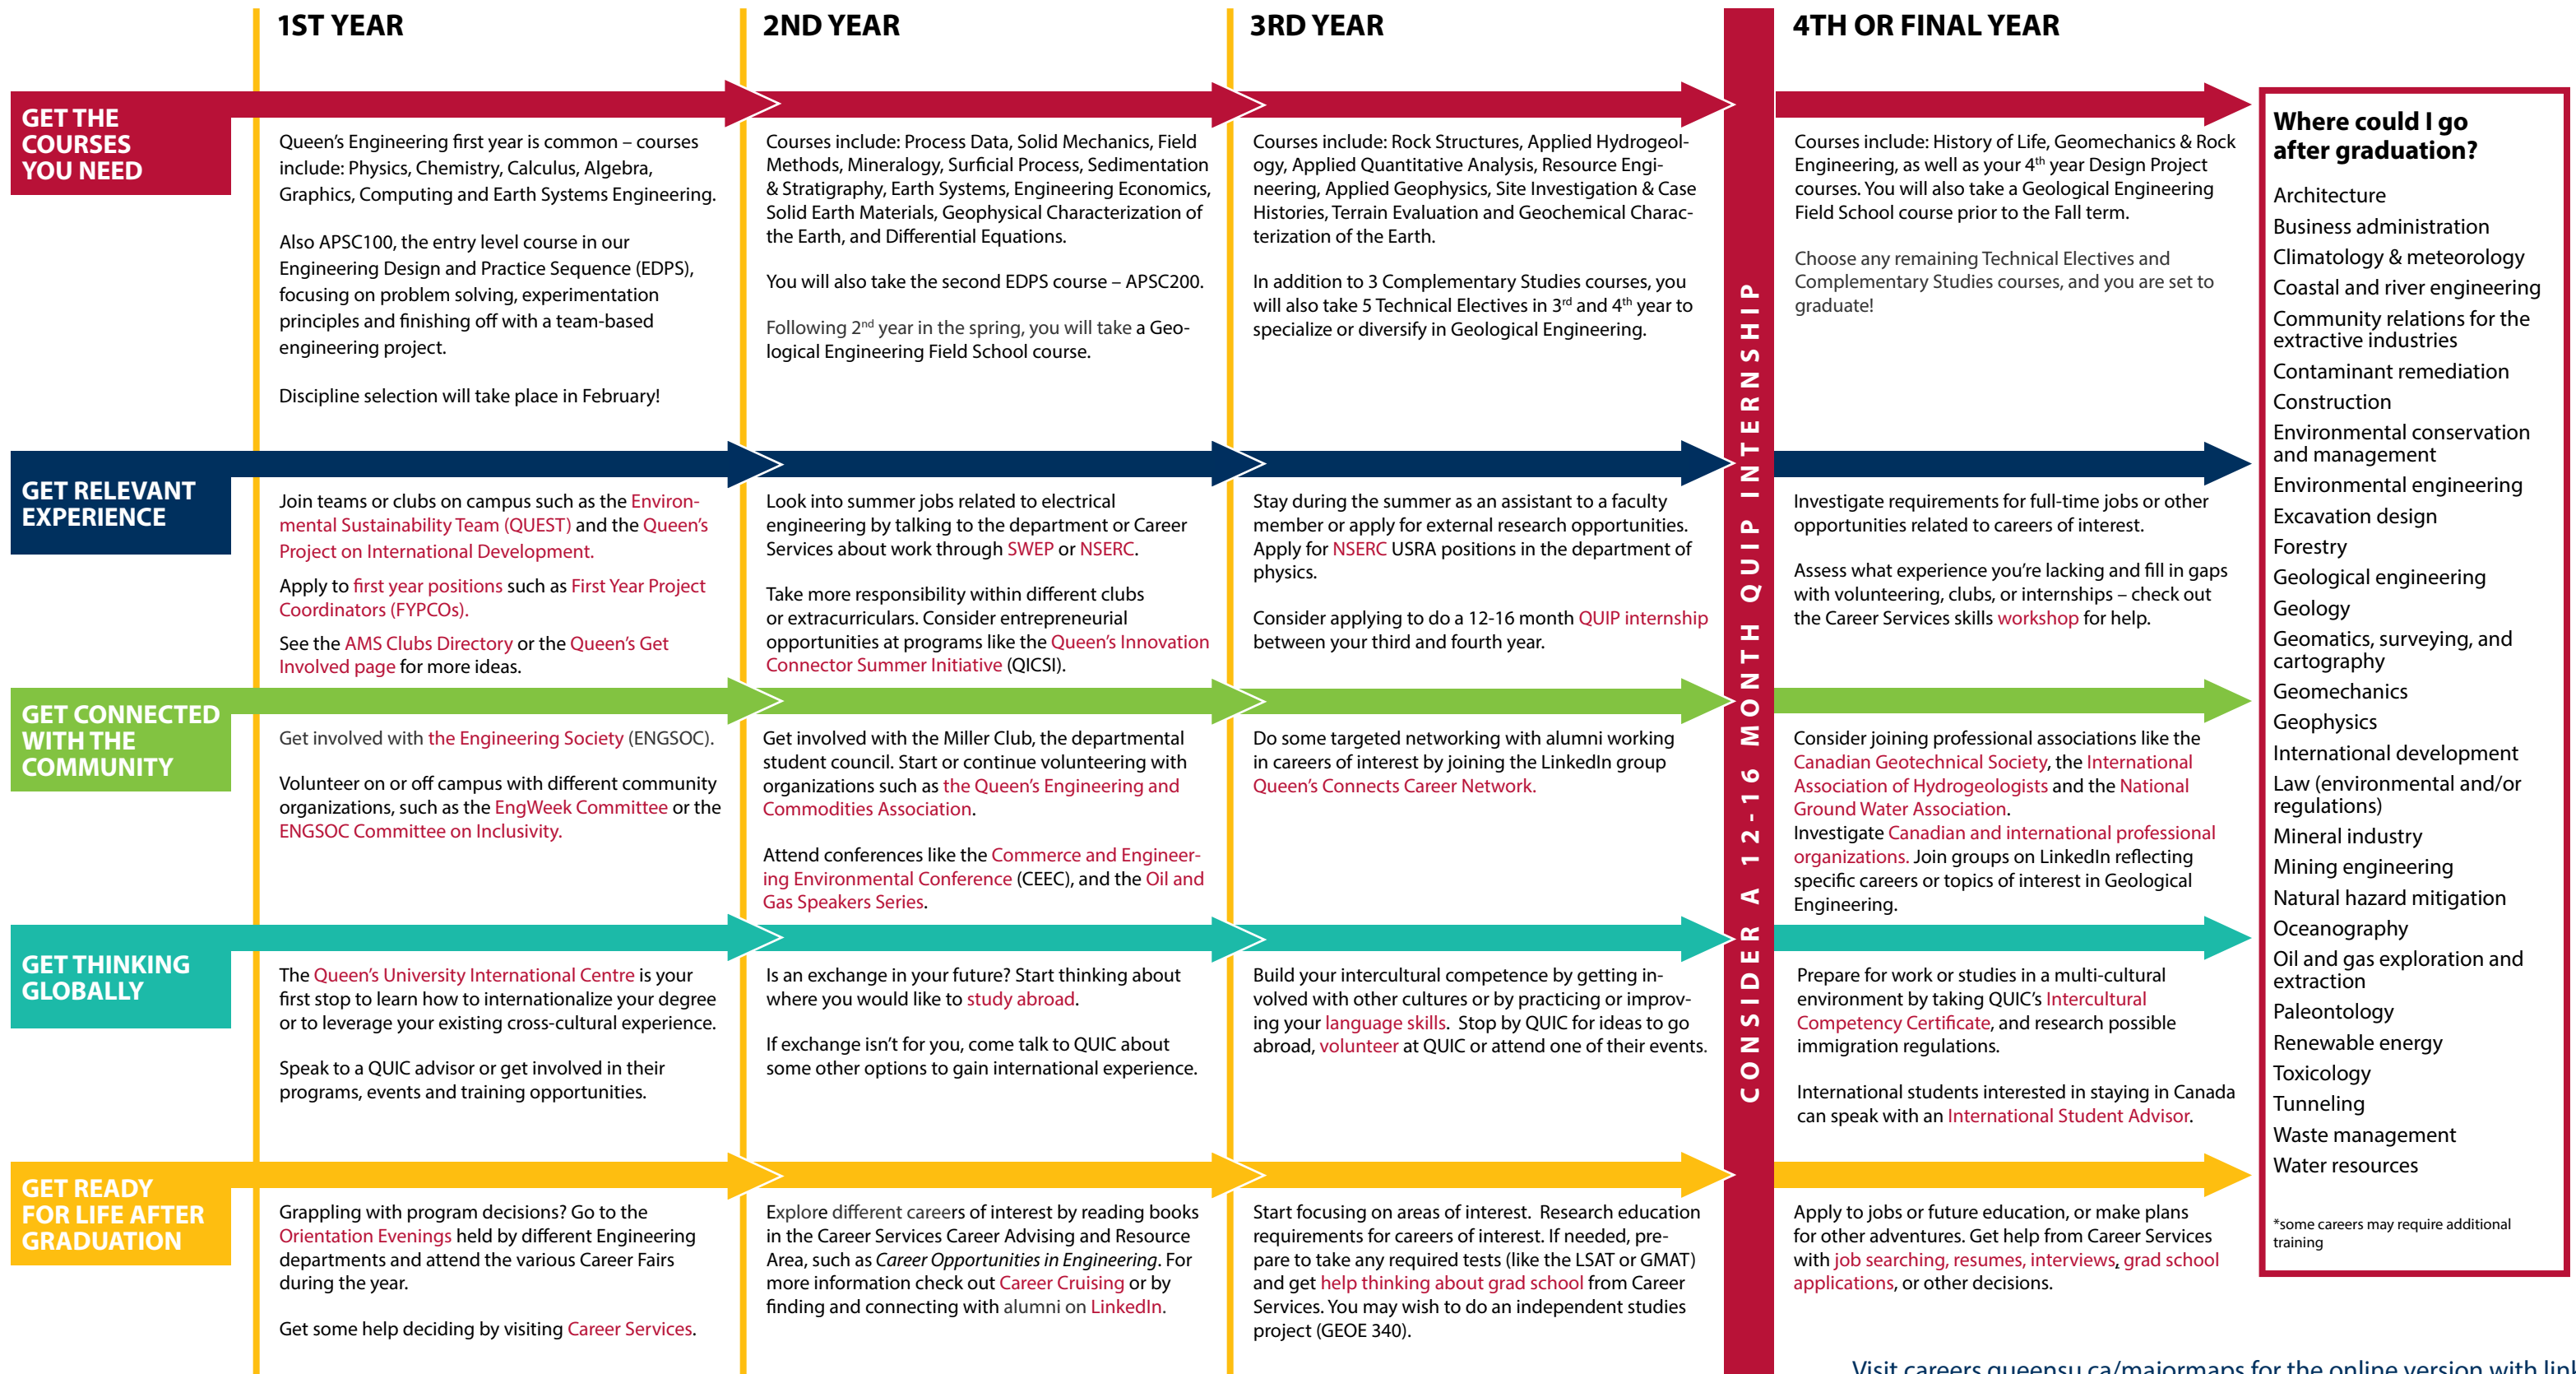 1ST YEAR
2ND YEAR
3RD YEAR
4TH OR FINAL YEAR
GET THE
COURSES
YOU NEED
Queen's Engineering first year is common – courses
include: Physics, Chemistry, Calculus, Algebra,
Graphics, Computing and Earth Systems Engineering.
Also APSC100, the entry level course in our
Engineering Design and Practice Sequence (EDPS),
focusing on problem solving, experimentation
principles and finishing off with a team-based
engineering project.
Discipline selection will take place in February!
Courses include: Process Data, Solid Mechanics, Field
Methods, Mineralogy, Surficial Process, Sedimentation
& Stratigraphy, Earth Systems, Engineering Economics,
Solid Earth Materials, Geophysical Characterization of
the Earth, and Differential Equations.
You will also take the second EDPS course – APSC200.
Following 2nd year in the spring, you will take a Geo-
logical Engineering Field School course.
Courses include: Rock Structures, Applied Hydrogeol-
ogy, Applied Quantitative Analysis, Resource Engi-
neering, Applied Geophysics, Site Investigation & Case
Histories, Terrain Evaluation and Geochemical Charac-
terization of the Earth.
In addition to 3 Complementary Studies courses, you
will also take 5 Technical Electives in 3rd and 4th year to
specialize or diversify in Geological Engineering.
Courses include: History of Life, Geomechanics & Rock
Engineering, as well as your 4th year Design Project
courses. You will also take a Geological Engineering
Field School course prior to the Fall term.
Choose any remaining Technical Electives and
Complementary Studies courses, and you are set to
graduate!
GET RELEVANT
EXPERIENCE
Join teams or clubs on campus such as the Environ-
mental Sustainability Team (QUEST) and the Queen's
Project on International Development.
Apply to first year positions such as First Year Project
Coordinators (FYPCOs).
See the AMS Clubs Directory or the Queen's Get
Involved page for more ideas.
Look into summer jobs related to electrical
engineering by talking to the department or Career
Services about work through SWEP or NSERC.
Take more responsibility within different clubs
or extracurriculars. Consider entrepreneurial
opportunities at programs like the Queen's Innovation
Connector Summer Initiative (QICSI).
Stay during the summer as an assistant to a faculty
member or apply for external research opportunities.
Apply for NSERC USRA positions in the department of
physics.
Consider applying to do a 12-16 month QUIP internship
between your third and fourth year.
Investigate requirements for full-time jobs or other
opportunities related to careers of interest.
Assess what experience you're lacking and fill in gaps
with volunteering, clubs, or internships – check out
the Career Services skills workshop for help.
GET CONNECTED
WITH THE
COMMUNITY
Get involved with the Engineering Society (ENGSOC).
Volunteer on or off campus with different community
organizations, such as the EngWeek Committee or the
ENGSOC Committee on Inclusivity.
Get involved with the Miller Club, the departmental
student council. Start or continue volunteering with
organizations such as the Queen's Engineering and
Commodities Association.
Attend conferences like the Commerce and Engineer-
ing Environmental Conference (CEEC), and the Oil and
Gas Speakers Series.
Do some targeted networking with alumni working
in careers of interest by joining the LinkedIn group
Queen's Connects Career Network.
Consider joining professional associations like the
Canadian Geotechnical Society, the International
Association of Hydrogeologists and the National
Ground Water Association.
Investigate Canadian and international professional
organizations. Join groups on LinkedIn reflecting
specific careers or topics of interest in Geological
Engineering.
GET THINKING
GLOBALLY
The Queen's University International Centre is your
first stop to learn how to internationalize your degree
or to leverage your existing cross-cultural experience.
Speak to a QUIC advisor or get involved in their
programs, events and training opportunities.
Is an exchange in your future? Start thinking about
where you would like to study abroad.
If exchange isn't for you, come talk to QUIC about
some other options to gain international experience.
Build your intercultural competence by getting in-
volved with other cultures or by practicing or improv-
ing your language skills. Stop by QUIC for ideas to go
abroad, volunteer at QUIC or attend one of their events.
Prepare for work or studies in a multi-cultural
environment by taking QUIC's Intercultural
Competency Certificate, and research possible
immigration regulations.
International students interested in staying in Canada
can speak with an International Student Advisor.
GET READY
FOR LIFE AFTER
GRADUATION
Grappling with program decisions? Go to the
Orientation Evenings held by different Engineering
departments and attend the various Career Fairs
during the year.
Get some help deciding by visiting Career Services.
Explore different careers of interest by reading books
in the Career Services Career Advising and Resource
Area, such as Career Opportunities in Engineering. For
more information check out Career Cruising or by
finding and connecting with alumni on LinkedIn.
Start focusing on areas of interest. Research education
requirements for careers of interest. If needed, pre-
pare to take any required tests (like the LSAT or GMAT)
and get help thinking about grad school from Career
Services. You may wish to do an independent studies
project (GEOE 340).
Apply to jobs or future education, or make plans
for other adventures. Get help from Career Services
with job searching, resumes, interviews, grad school
applications, or other decisions.
CONSIDER A 12-16 MONTH QUIP INTERNSHIP
Where could I go
after graduation?
Architecture
Business administration
Climatology & meteorology
Coastal and river engineering
Community relations for the
extractive industries
Contaminant remediation
Construction
Environmental conservation
and management
Environmental engineering
Excavation design
Forestry
Geological engineering
Geology
Geomatics, surveying, and
cartography
Geomechanics
Geophysics
International development
Law (environmental and/or
regulations)
Mineral industry
Mining engineering
Natural hazard mitigation
Oceanography
Oil and gas exploration and
extraction
Paleontology
Renewable energy
Toxicology
Tunneling
Waste management
Water resources
*some careers may require additional
training
Visit careers.queensu.ca/majormaps for the online version with